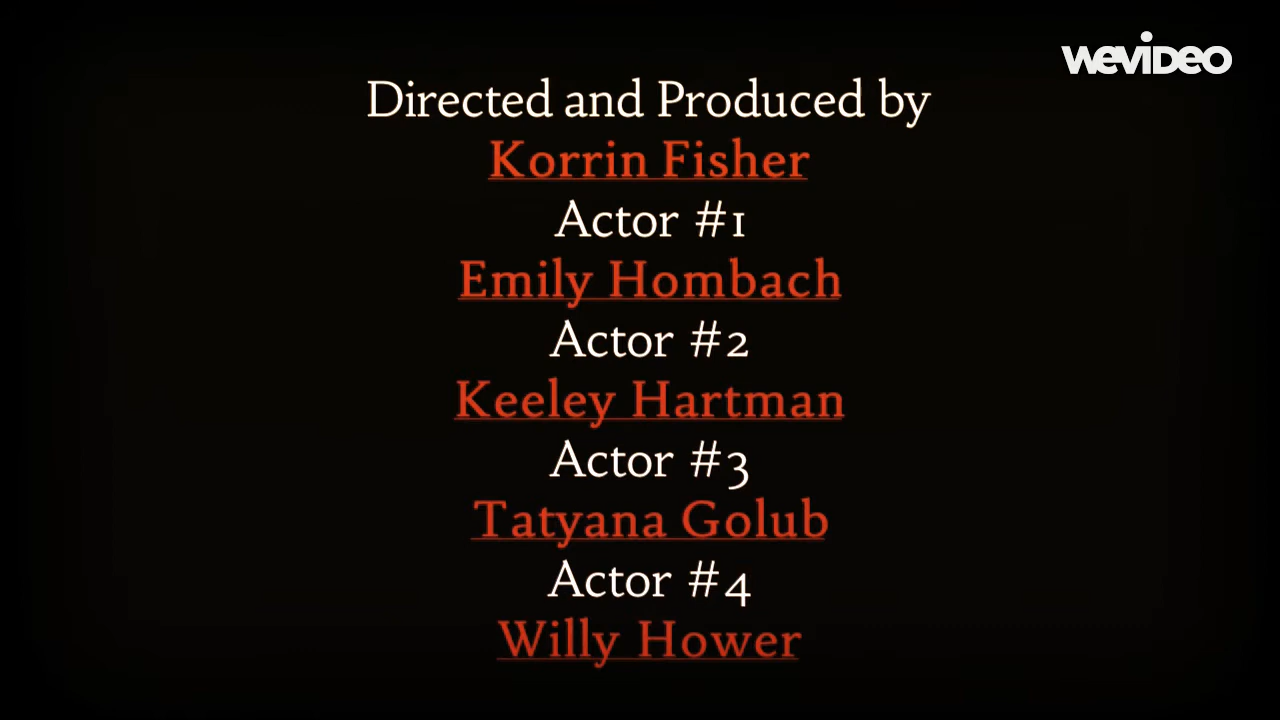 wevideo
Directed and Produced by
Korrin Fisher
Actor #1
Emily Hombach
Actor #2
Keeley Hartman
Actor #3
Tatyana Golub
Actor #4
Willy Hower